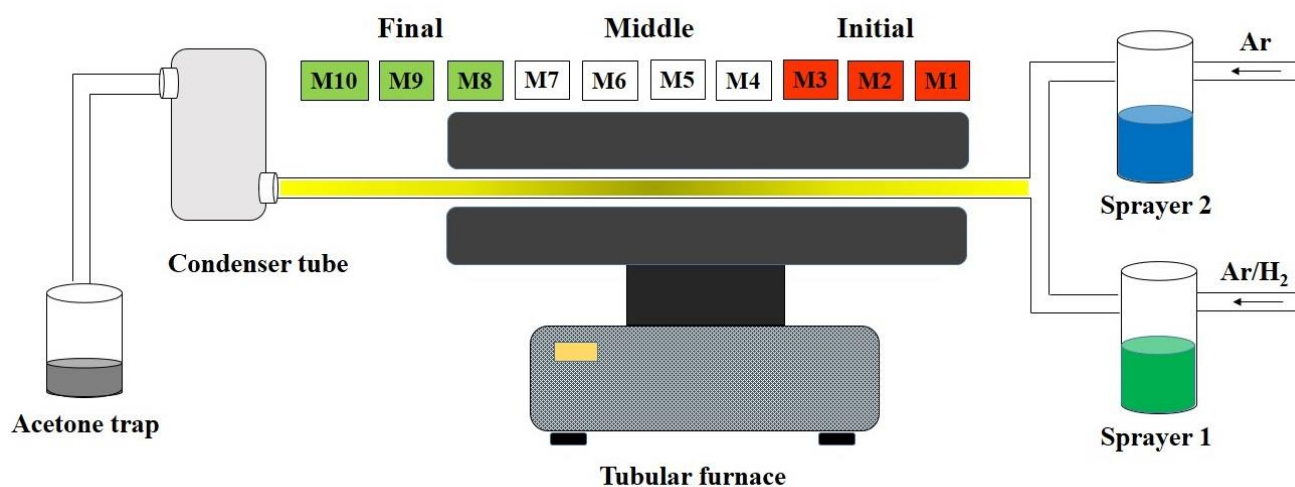 Final Middle Initial
Ar
M10 M9 M8 M7 M6 M5 M4 M3 M2 M1
Sprayer 2
Condenser tube
Ar/H₂
Acetone trap
Sprayer 1
Tubular furnace